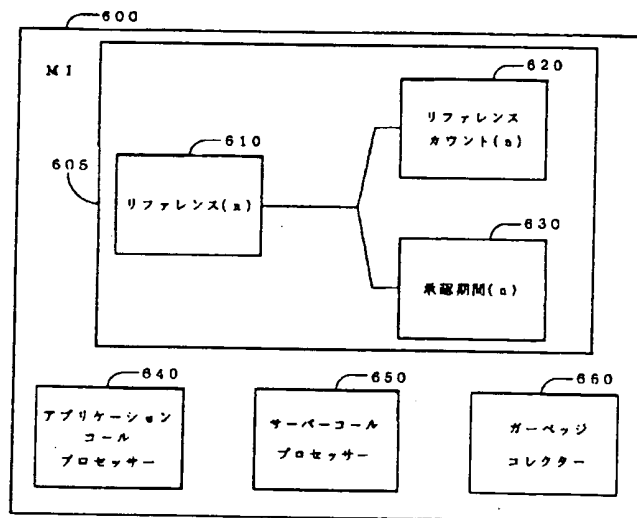 600
MI
620
リファレンス
カウント(n)
605
610
リファレンス(n)
630
承認期間(n)
640
アプリケーション
コール
プロセッサー
650
サーバーコール
プロセッサー
660
ガーベッジ
コレクター